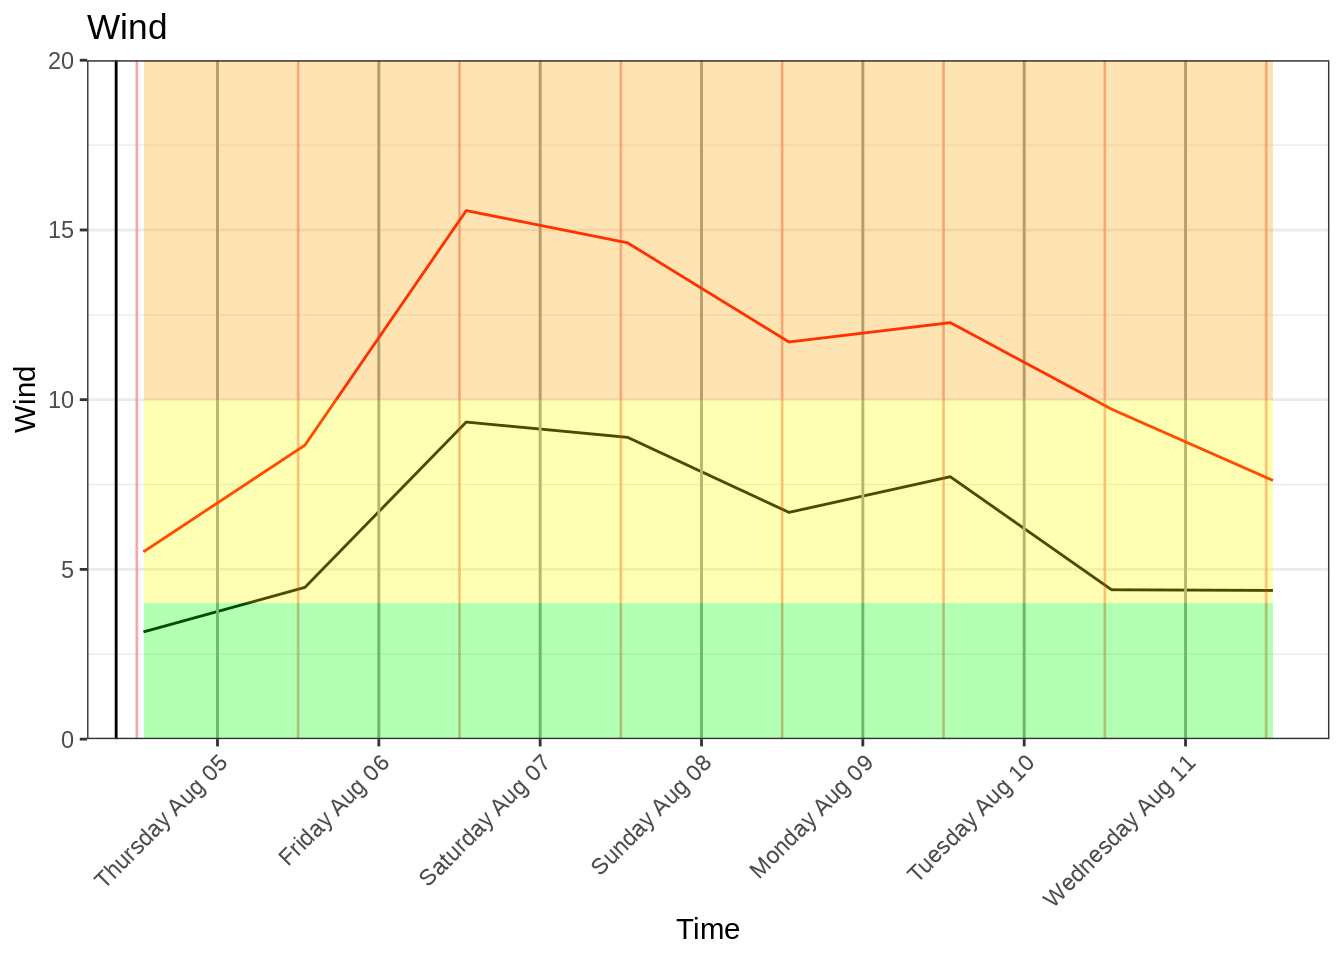 Wind
20
15
10
5
0
Wind
Thursday Aug 05
Friday Aug 06
Saturday Aug 07
Sunday Aug 08
Monday Aug 09
Tuesday Aug 10
Wednesday Aug 11
Time